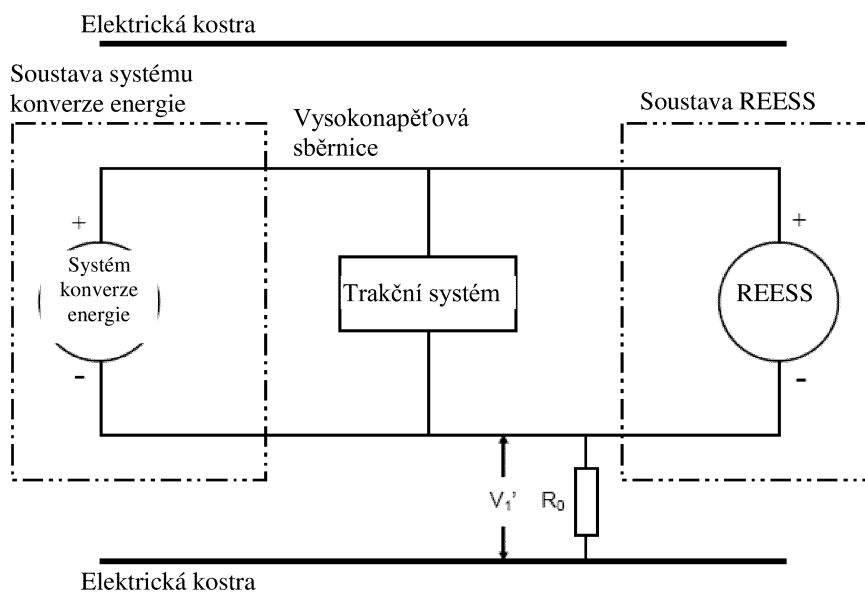 Elektrická kostra
Soustava systému
konverze energie
Vysokonapěťová
sběrnice
Soustava REESS
+
+
Systém
konverze
energie
Trakční systém
REESS
-
-
V₁'
R₀
Elektrická kostra